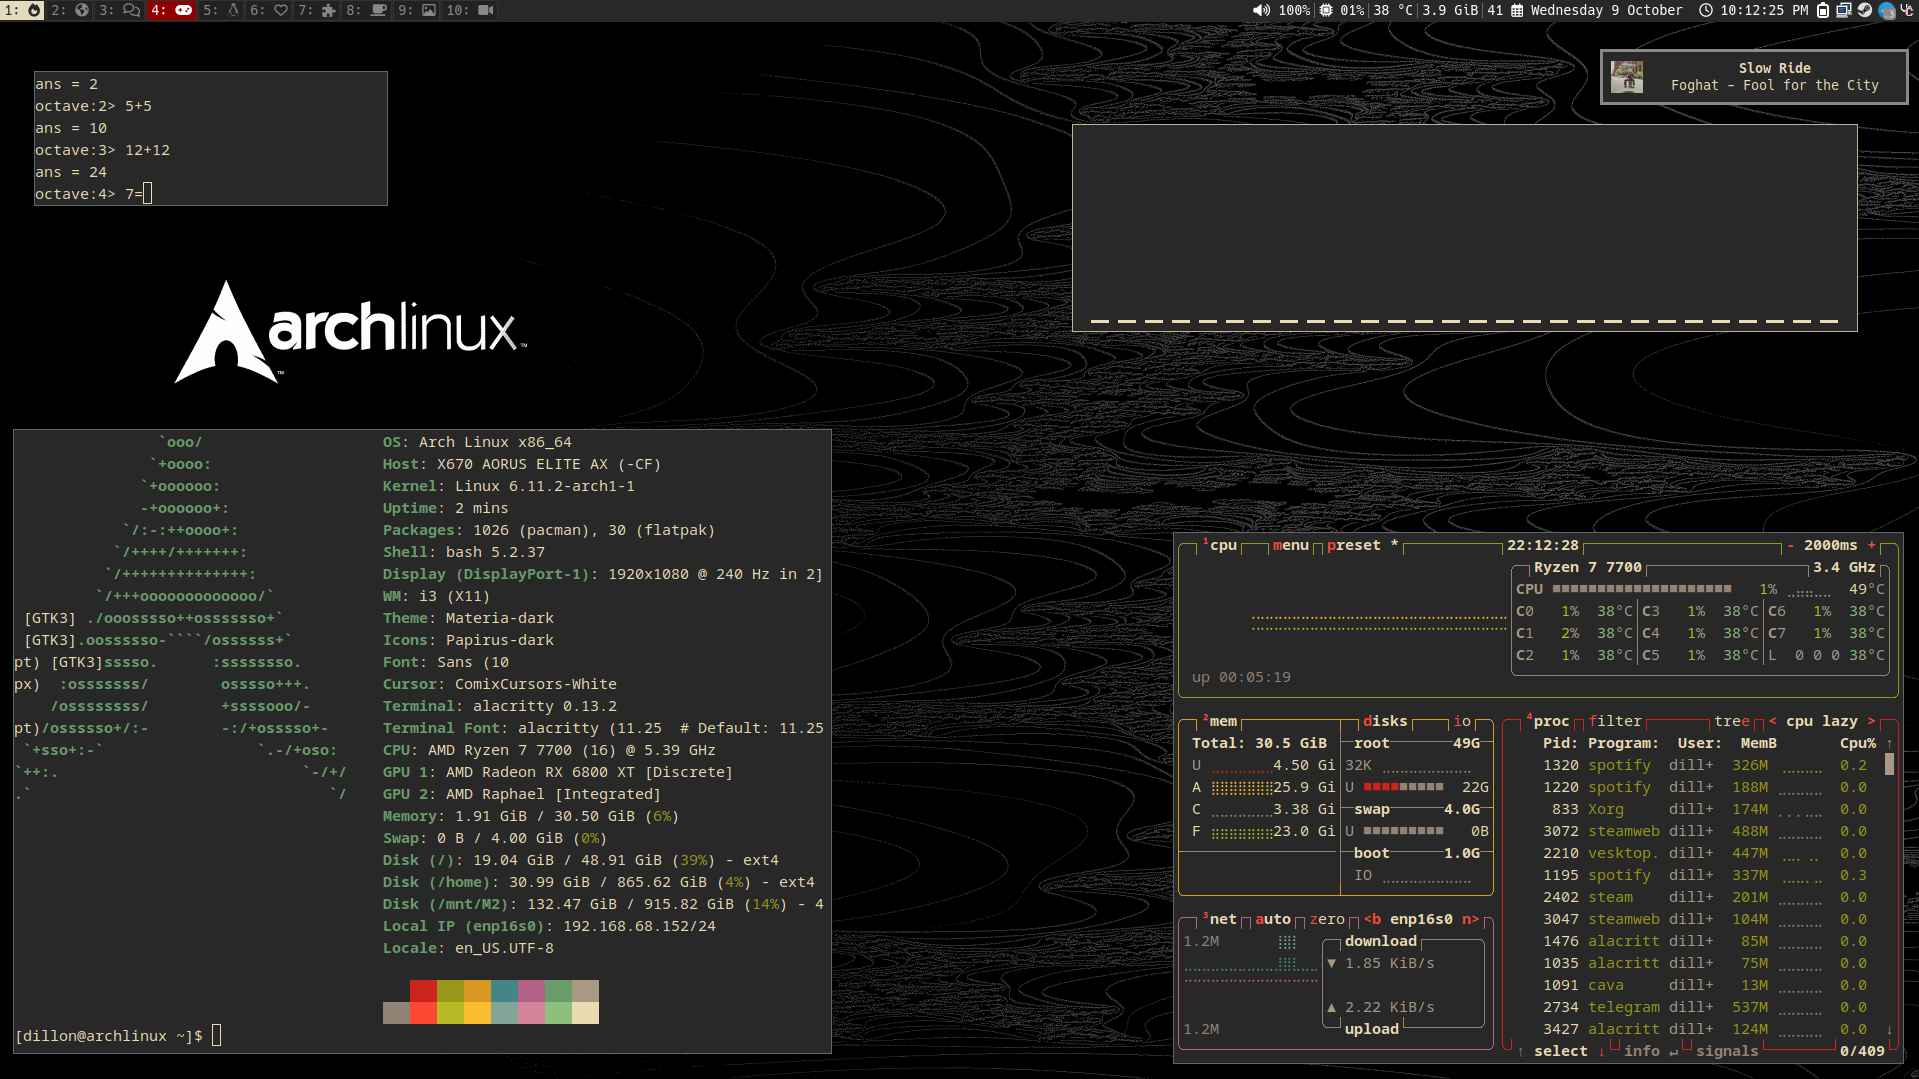 1: 2: 3: 4: 5: 6: 7: 8: 9: 10:
100% 01% 38 °C 3.9 GiB 41 Wednesday 9 October 10:12:25 PM
Slow Ride
Foghat - Fool for the City
ans = 2
octave:2> 5+5
ans = 10
octave:3> 12+12
ans = 24
octave:4> 7=
archlinux™
™
`ooo/ OS: Arch Linux x86_64
`+oooo: Host: X670 AORUS ELITE AX (-CF)
`+oooooo: Kernel: Linux 6.11.2-arch1-1
-+oooooo+: Uptime: 2 mins
`/:-:++oooo+: Packages: 1026 (pacman), 30 (flatpak)
`/++++/+++++++: Shell: bash 5.2.37
`/++++++++++++++: Display (DisplayPort-1): 1920x1080 @ 240 Hz in 2]
`/+++ooooooooooooo/` WM: i3 (X11)
[GTK3] ./ooosssso++osssssso+` Theme: Materia-dark
[GTK3].oossssso-````/ossssss+` Icons: Papirus-dark
pt) [GTK3]sssso. :ssssssso. Font: Sans (10
px) :osssssss/ osssso+++. Cursor: ComixCursors-White
/ossssssss/ +ssssooo/- Terminal: alacritty 0.13.2
pt)/ossssso+/:- -:/+osssso+- Terminal Font: alacritty (11.25 # Default: 11.25
`+sso+:-` `.-/+oso: CPU: AMD Ryzen 7 7700 (16) @ 5.39 GHz
`++:. `-/+/ GPU 1: AMD Radeon RX 6800 XT [Discrete]
.` `/ GPU 2: AMD Raphael [Integrated]
Memory: 1.91 GiB / 30.50 GiB (6%)
Swap: 0 B / 4.00 GiB (0%)
Disk (/): 19.04 GiB / 48.91 GiB (39%) - ext4
Disk (/home): 30.99 GiB / 865.62 GiB (4%) - ext4
Disk (/mnt/M2): 132.47 GiB / 915.82 GiB (14%) - 4
Local IP (enp16s0): 192.168.68.152/24
Locale: en_US.UTF-8
[dillon@archlinux ~]$
¹cpu menu preset * 22:12:28 - 2000ms +
Ryzen 7 7700 3.4 GHz
CPU 1% 49°C
C0 1% 38°C C3 1% 38°C C6 1% 38°C
C1 2% 38°C C4 1% 38°C C7 1% 38°C
C2 1% 38°C C5 1% 38°C L 0 0 0 38°C
up 00:05:19
²mem disks io
Total: 30.5 GiB root 49G
U 4.50 Gi 32K
A 25.9 Gi U 22G
C 3.38 Gi swap 4.0G
F 23.0 Gi U 0B
boot 1.0G
IO
³net auto zero <b enp16s0 n>
1.2M download
▼ 1.85 KiB/s
▲ 2.22 KiB/s
1.2M upload
⁴proc filter tree < cpu lazy >
Pid: Program: User: MemB Cpu% ↑
1320 spotify dill+ 326M 0.2
1220 spotify dill+ 188M 0.0
833 Xorg dill+ 174M 0.0
3072 steamweb dill+ 488M 0.0
2210 vesktop. dill+ 447M 0.0
1195 spotify dill+ 337M 0.3
2402 steam dill+ 201M 0.0
3047 steamweb dill+ 104M 0.0
1476 alacritt dill+ 85M 0.0
1035 alacritt dill+ 75M 0.0
1091 cava dill+ 13M 0.0
2734 telegram dill+ 537M 0.0
3427 alacritt dill+ 124M 0.0 ↓
↑ select ↓ info ↵ signals 0/409